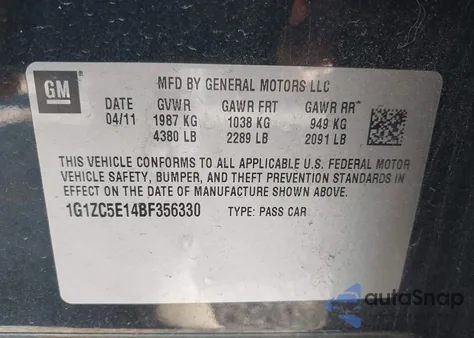 GM
MFD BY GENERAL MOTORS LLC
DATE GVWR GAWR FRT GAWR RR*
04/11 1987 KG 1038 KG 949 KG
4380 LB 2289 LB 2091 LB
THIS VEHICLE CONFORMS TO ALL APPLICABLE U.S. FEDERAL MOTOR
VEHICLE SAFETY, BUMPER, AND THEFT PREVENTION STANDARDS IN
EFFECT ON THE DATE OF MANUFACTURE SHOWN ABOVE.
1G1ZC5E14BF356330 TYPE: PASS CAR
autoSnap